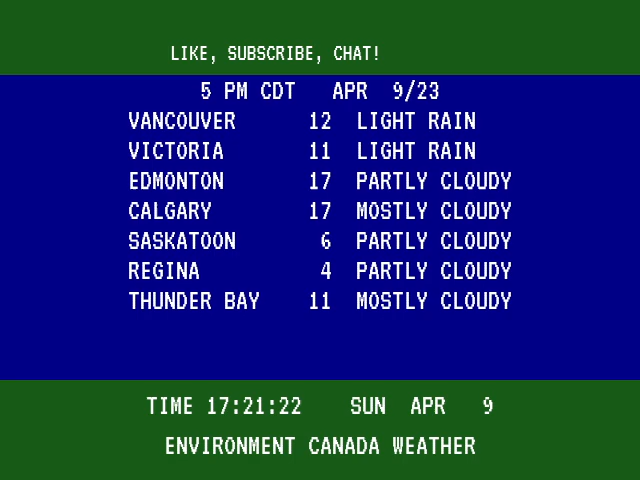 LIKE, SUBSCRIBE, CHAT!
5 PM CDT   APR  9/23
VANCOUVER      12  LIGHT RAIN
VICTORIA       11  LIGHT RAIN
EDMONTON       17  PARTLY CLOUDY
CALGARY        17  MOSTLY CLOUDY
SASKATOON       6  PARTLY CLOUDY
REGINA          4  PARTLY CLOUDY
THUNDER BAY    11  MOSTLY CLOUDY
TIME 17:21:22    SUN  APR   9
ENVIRONMENT CANADA WEATHER